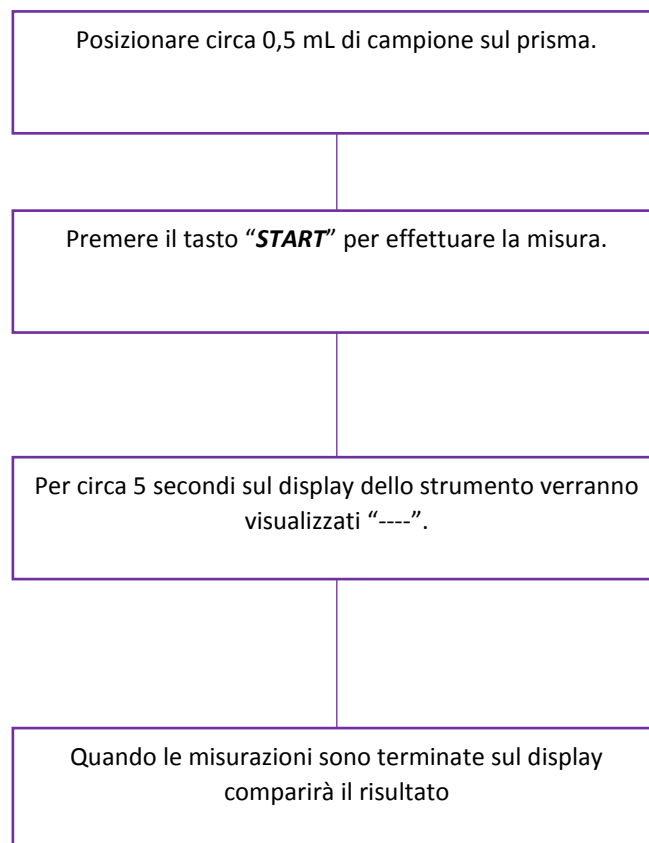 Posizionare circa 0,5 mL di campione sul prisma.
Premere il tasto “START” per effettuare la misura.
Per circa 5 secondi sul display dello strumento verranno
visualizzati “----”.
Quando le misurazioni sono terminate sul display
comparirà il risultato